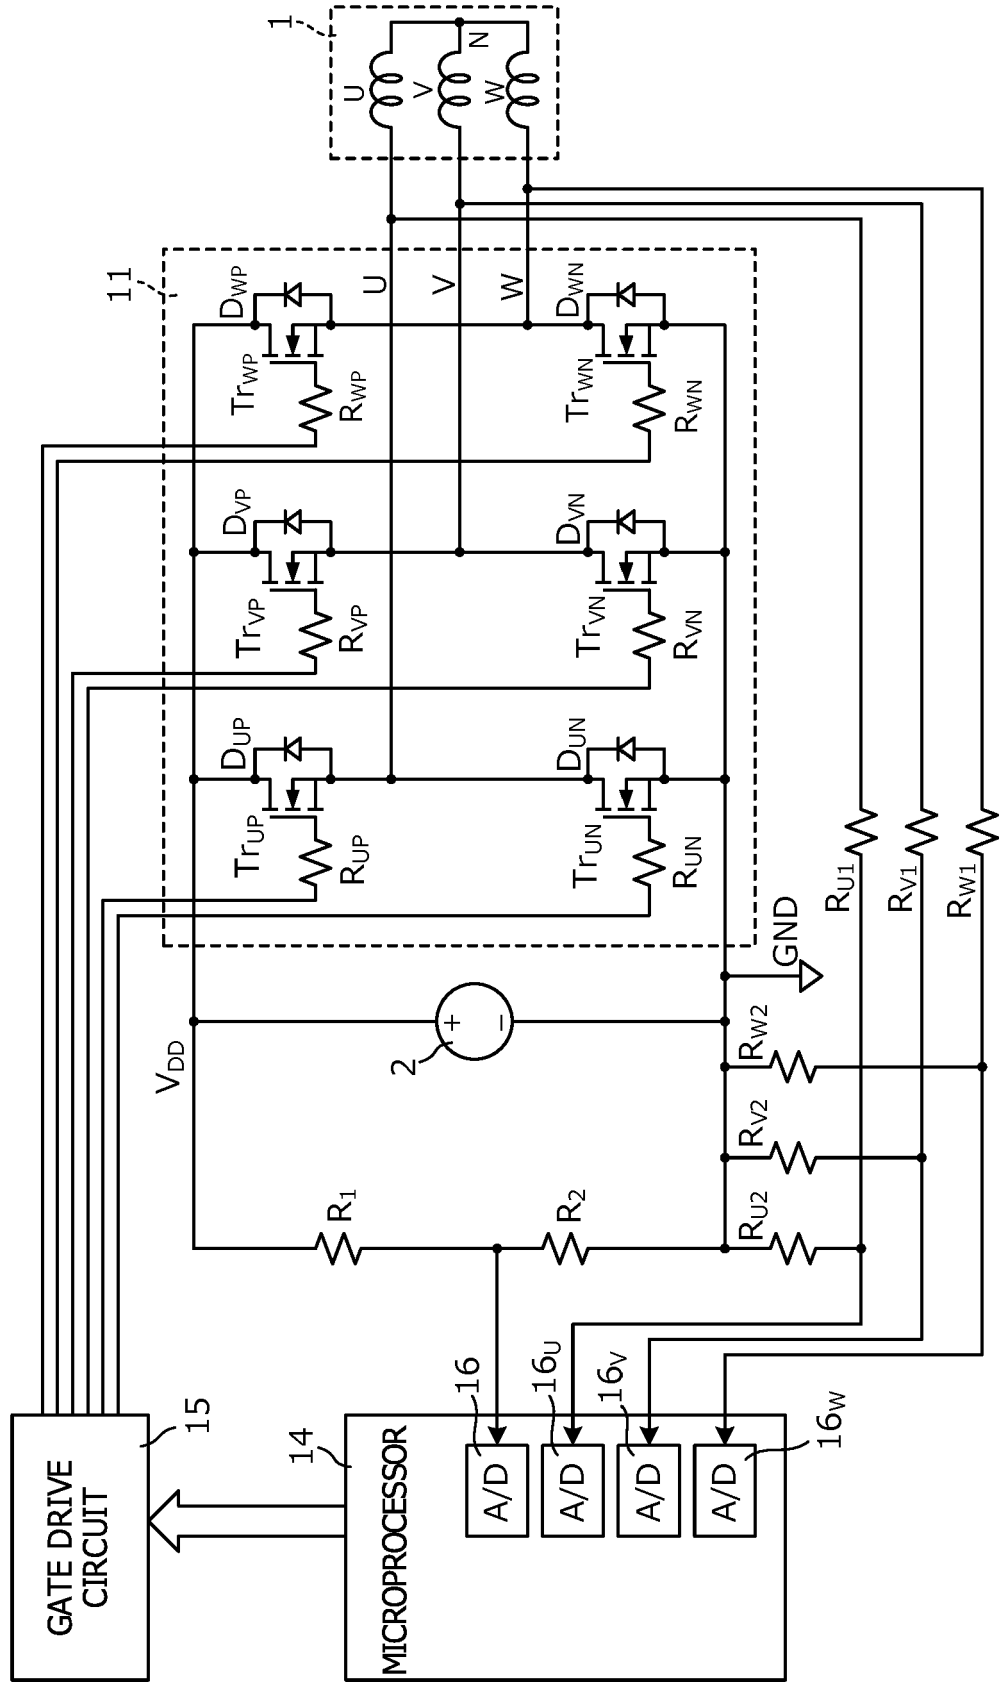 GATE DRIVE
CIRCUIT
15
MICROPROCESSOR
14
A/D
16
A/D
16U
A/D
16V
A/D
16W
VDD
R1
R2
2
+
−
GND
RU2
RV2
RW2
RU1
RV1
RW1
11
TrUP
DUP
RUP
TrVP
DVP
RVP
TrWP
DWP
RWP
TrUN
DUN
RUN
TrVN
DVN
RVN
TrWN
DWN
RWN
U
V
W
1
U
V
W
N